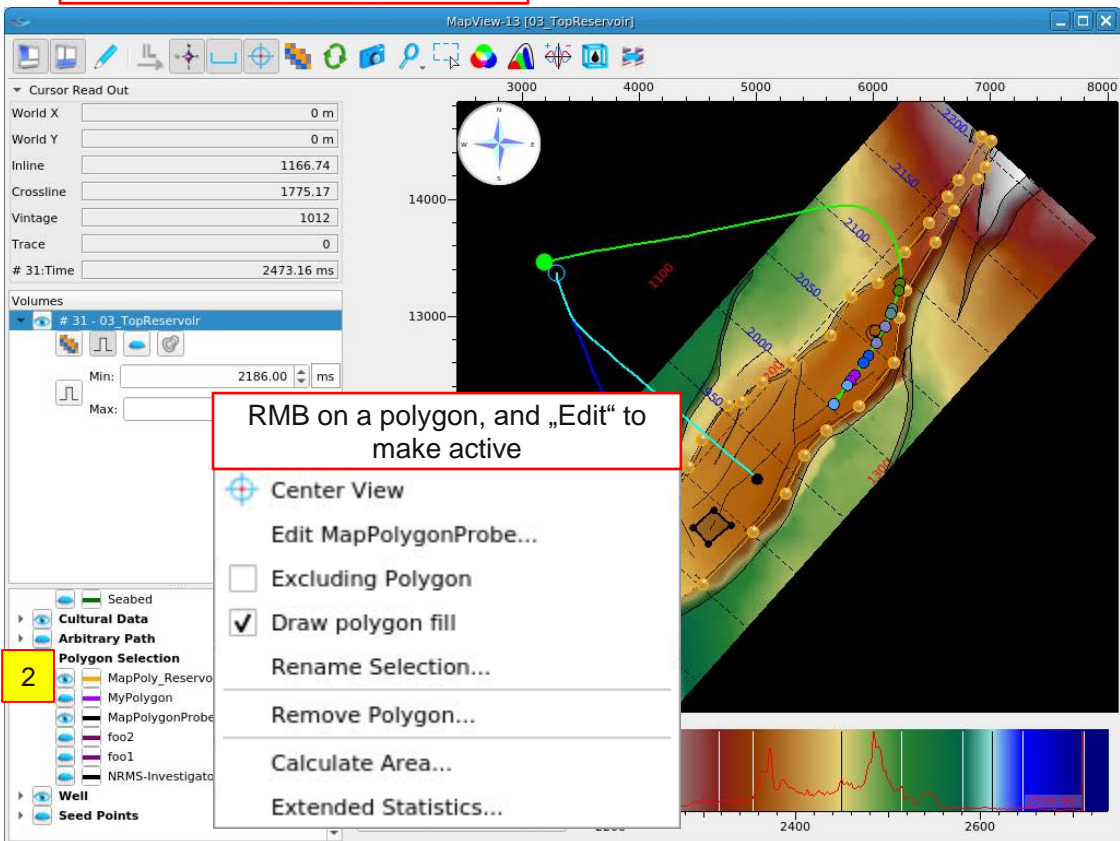 MapView-13 [03_TopReservoir]
Cursor Read Out
World X 0 m
World Y 0 m
Inline 1166.74
Crossline 1775.17
Vintage 1012
Trace 0
# 31:Time 2473.16 ms
Volumes
# 31 - 03_TopReservoir
Min: 2186.00 ms
Max:
3000 4000 5000 6000 7000 8000
N
W E
S
14000
13000
2200
2150
2100
2050
2000
950
1100
1200
1300
RMB on a polygon, and „Edit“ to
make active
Center View
Edit MapPolygonProbe...
Excluding Polygon
Draw polygon fill
Rename Selection...
Remove Polygon...
Calculate Area...
Extended Statistics...
Seabed
Cultural Data
Arbitrary Path
Polygon Selection
2
MapPoly_Reservo
MyPolygon
MapPolygonProbe
foo2
foo1
NRMS-Investigato
Well
Seed Points
2400 2600